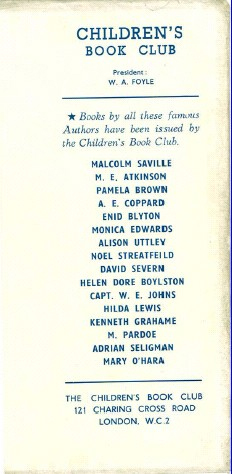 CHILDREN'S
BOOK CLUB
President:
W. A. FOYLE
★ Books by all these famous
Authors have been issued by
the Children's Book Club.
MALCOLM SAVILLE
M. E. ATKINSON
PAMELA BROWN
A. E. COPPARD
ENID BLYTON
MONICA EDWARDS
ALISON UTTLEY
NOEL STREATFEILD
DAVID SEVERN
HELEN DORE BOYLSTON
CAPT. W. E. JOHNS
HILDA LEWIS
KENNETH GRAHAME
M. PARDOE
ADRIAN SELIGMAN
MARY O'HARA
THE CHILDREN'S BOOK CLUB
121 CHARING CROSS ROAD
LONDON, W.C.2